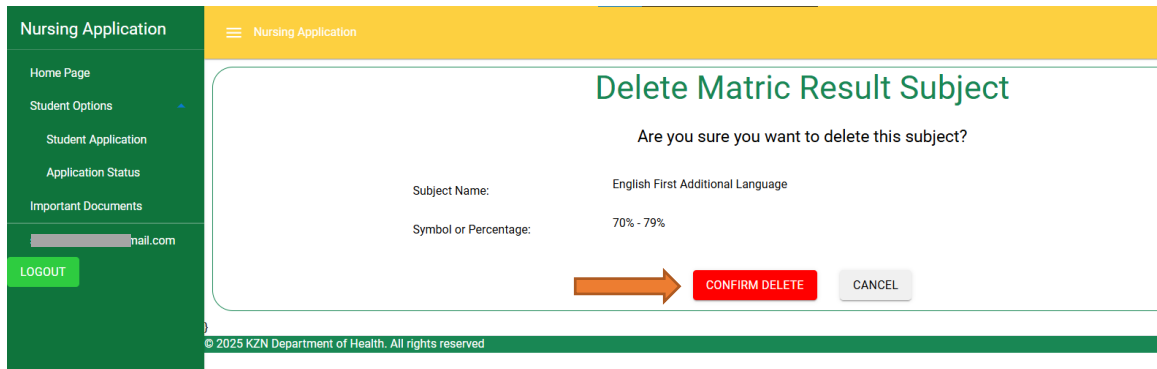 Nursing Application
Nursing Application
Home Page
Student Options
Student Application
Application Status
Important Documents
mail.com
LOGOUT
Delete Matric Result Subject
Are you sure you want to delete this subject?
Subject Name: English First Additional Language
Symbol or Percentage: 70% - 79%
CONFIRM DELETE CANCEL
}
© 2025 KZN Department of Health. All rights reserved